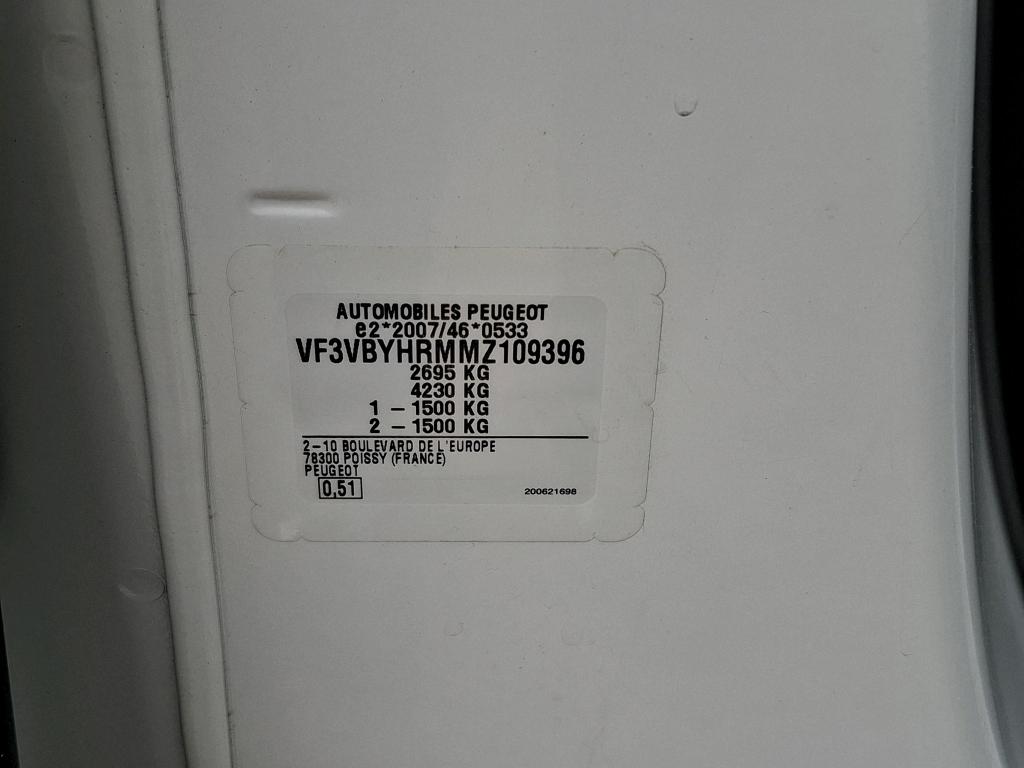 AUTOMOBILES PEUGEOT
e2*2007/46*0533
VF3VBYHRMMZ109396
2695 KG
4230 KG
1 - 1500 KG
2 - 1500 KG
2-10 BOULEVARD DE L'EUROPE
78300 POISSY (FRANCE)
PEUGEOT
0,51
200621698